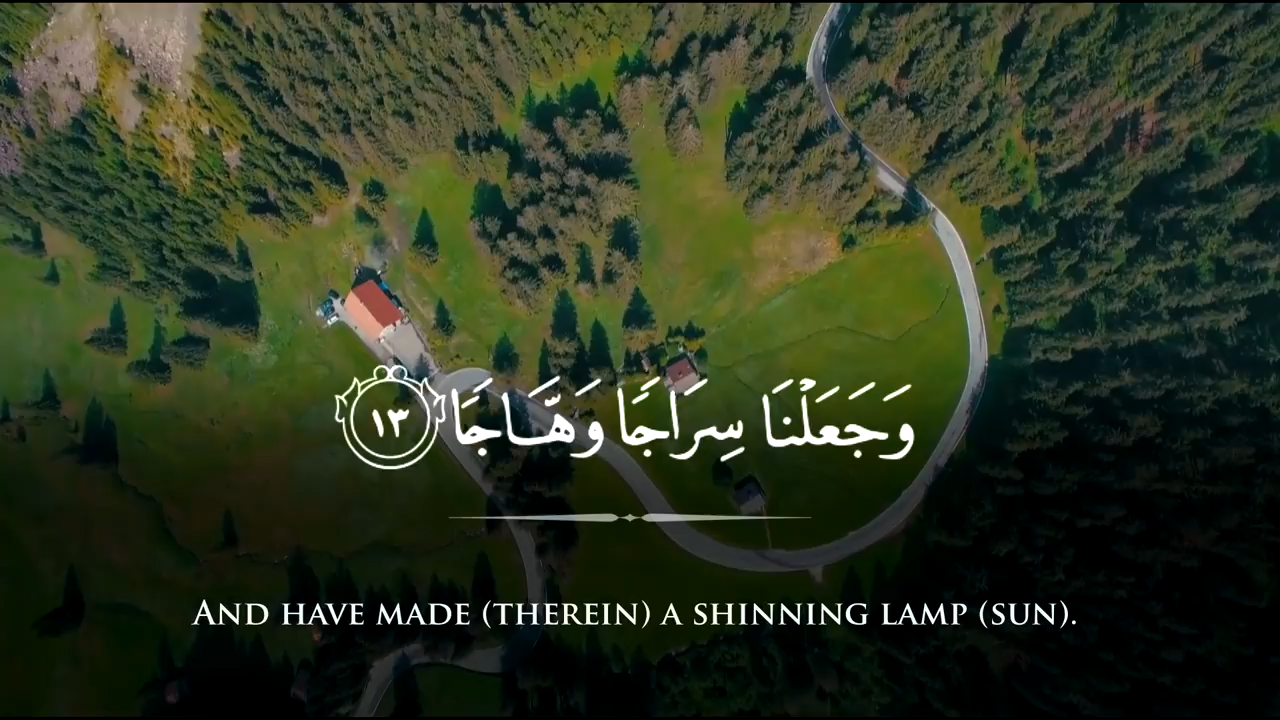 وَجَعَلْنَا سِرَاجًا وَهَّاجًا ١٣
AND HAVE MADE (THEREIN) A SHINNING LAMP (SUN).